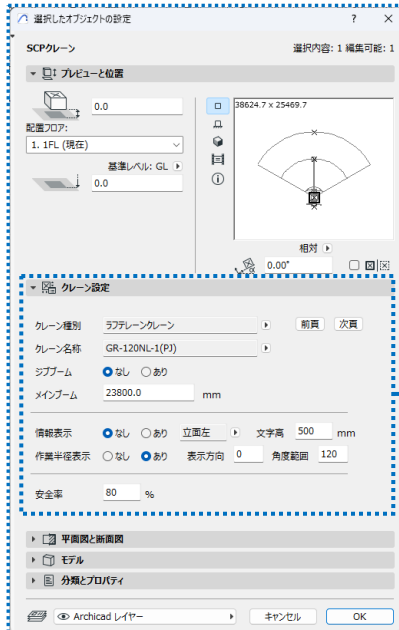 選択したオブジェクトの設定 ? ×
SCPクレーン 選択内容: 1 編集可能: 1
プレビューと位置
0.0
38624.7 x 25469.7
配置フロア:
1. 1FL (現在)
基準レベル: GL
0.0
相対
0.00°
クレーン設定
クレーン種別 ラフテレーンクレーン 前頁 次頁
クレーン名称 GR-120NL-1(PJ)
ジブブーム なし あり
メインブーム 23800.0 mm
情報表示 なし あり 立面左 文字高 500 mm
作業半径表示 なし あり 表示方向 0 角度範囲 120
安全率 80 %
平面図と断面図
モデル
分類とプロパティ
Archicad レイヤー キャンセル OK